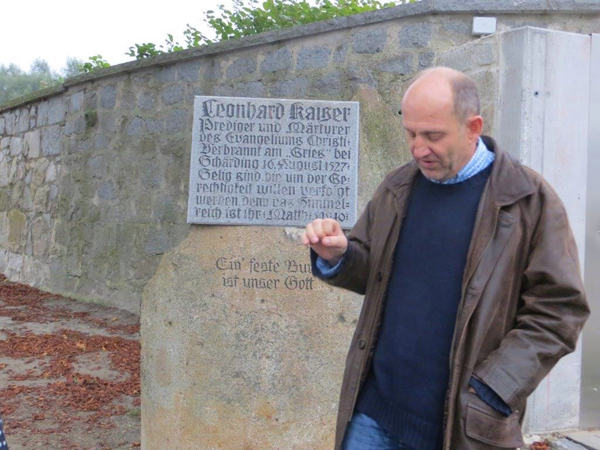 Leonhard Kaiser
Prediger und Märtyrer
des Evangeliums Christi
Verbrannt am „Gries“ bei
Schärding 16. August 1527.
Selig sind, die um der Ge-
rechtigkeit willen verfolgt
werden, denn das Himmel-
reich ist ihr. Matth. 5, 10
Ein' feste Bu
ist unser Gott